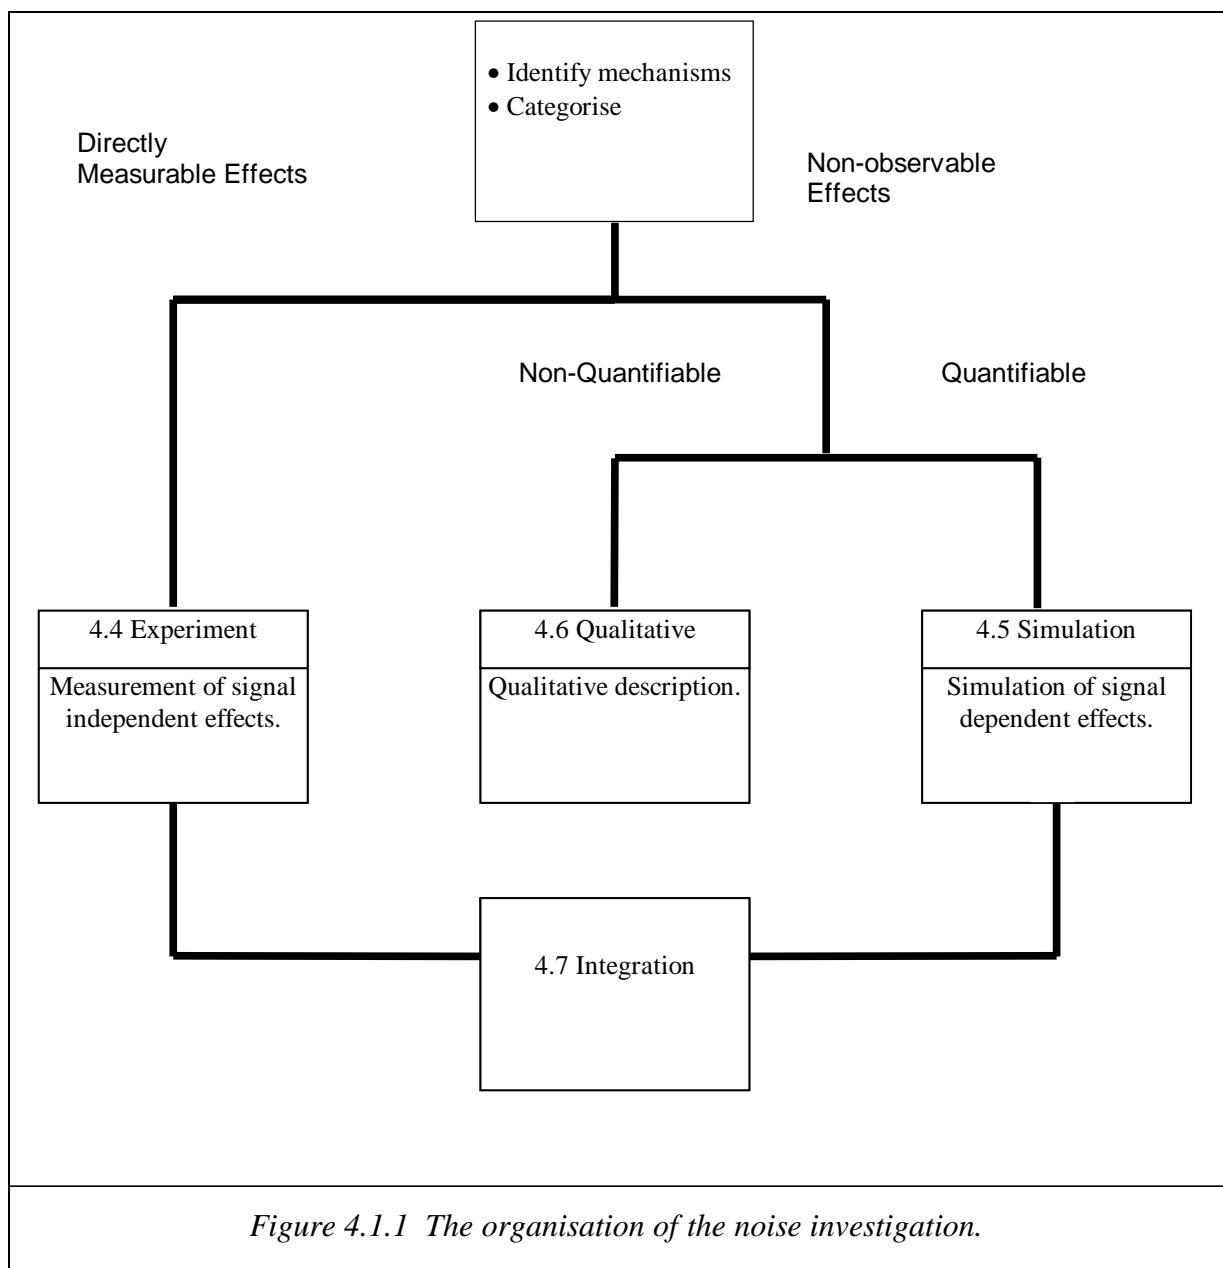 • Identify mechanisms
• Categorise
Directly
Measurable Effects
Non-observable
Effects
Non-Quantifiable
Quantifiable
4.4 Experiment
Measurement of signal
independent effects.
4.6 Qualitative
Qualitative description.
4.5 Simulation
Simulation of signal
dependent effects.
4.7 Integration
Figure 4.1.1 The organisation of the noise investigation.